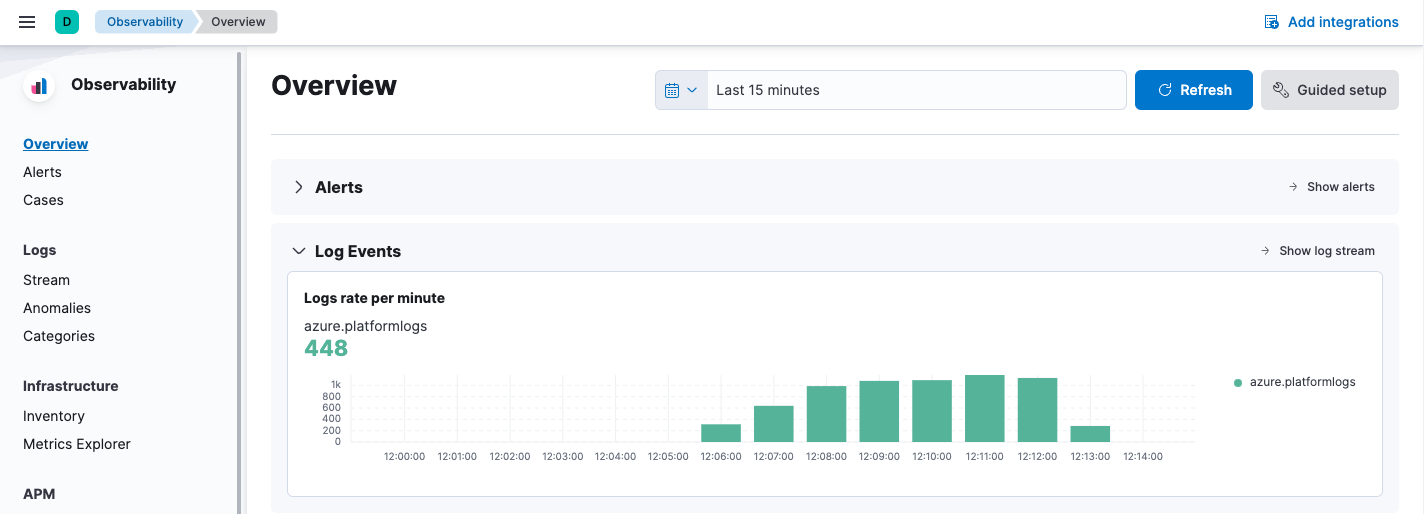 D Observability Overview Add integrations
Observability
Overview
Alerts
Cases
Logs
Stream
Anomalies
Categories
Infrastructure
Inventory
Metrics Explorer
APM
Overview Last 15 minutes Refresh Guided setup
Alerts Show alerts
Log Events Show log stream
Logs rate per minute
azure.platformlogs
448
1k
800
600
400
200
0
12:00:00 12:01:00 12:02:00 12:03:00 12:04:00 12:05:00 12:06:00 12:07:00 12:08:00 12:09:00 12:10:00 12:11:00 12:12:00 12:13:00 12:14:00
azure.platformlogs